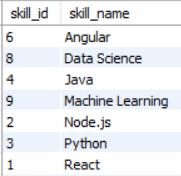 skill_id skill_name
6 Angular
8 Data Science
4 Java
9 Machine Learning
2 Node.js
3 Python
1 React